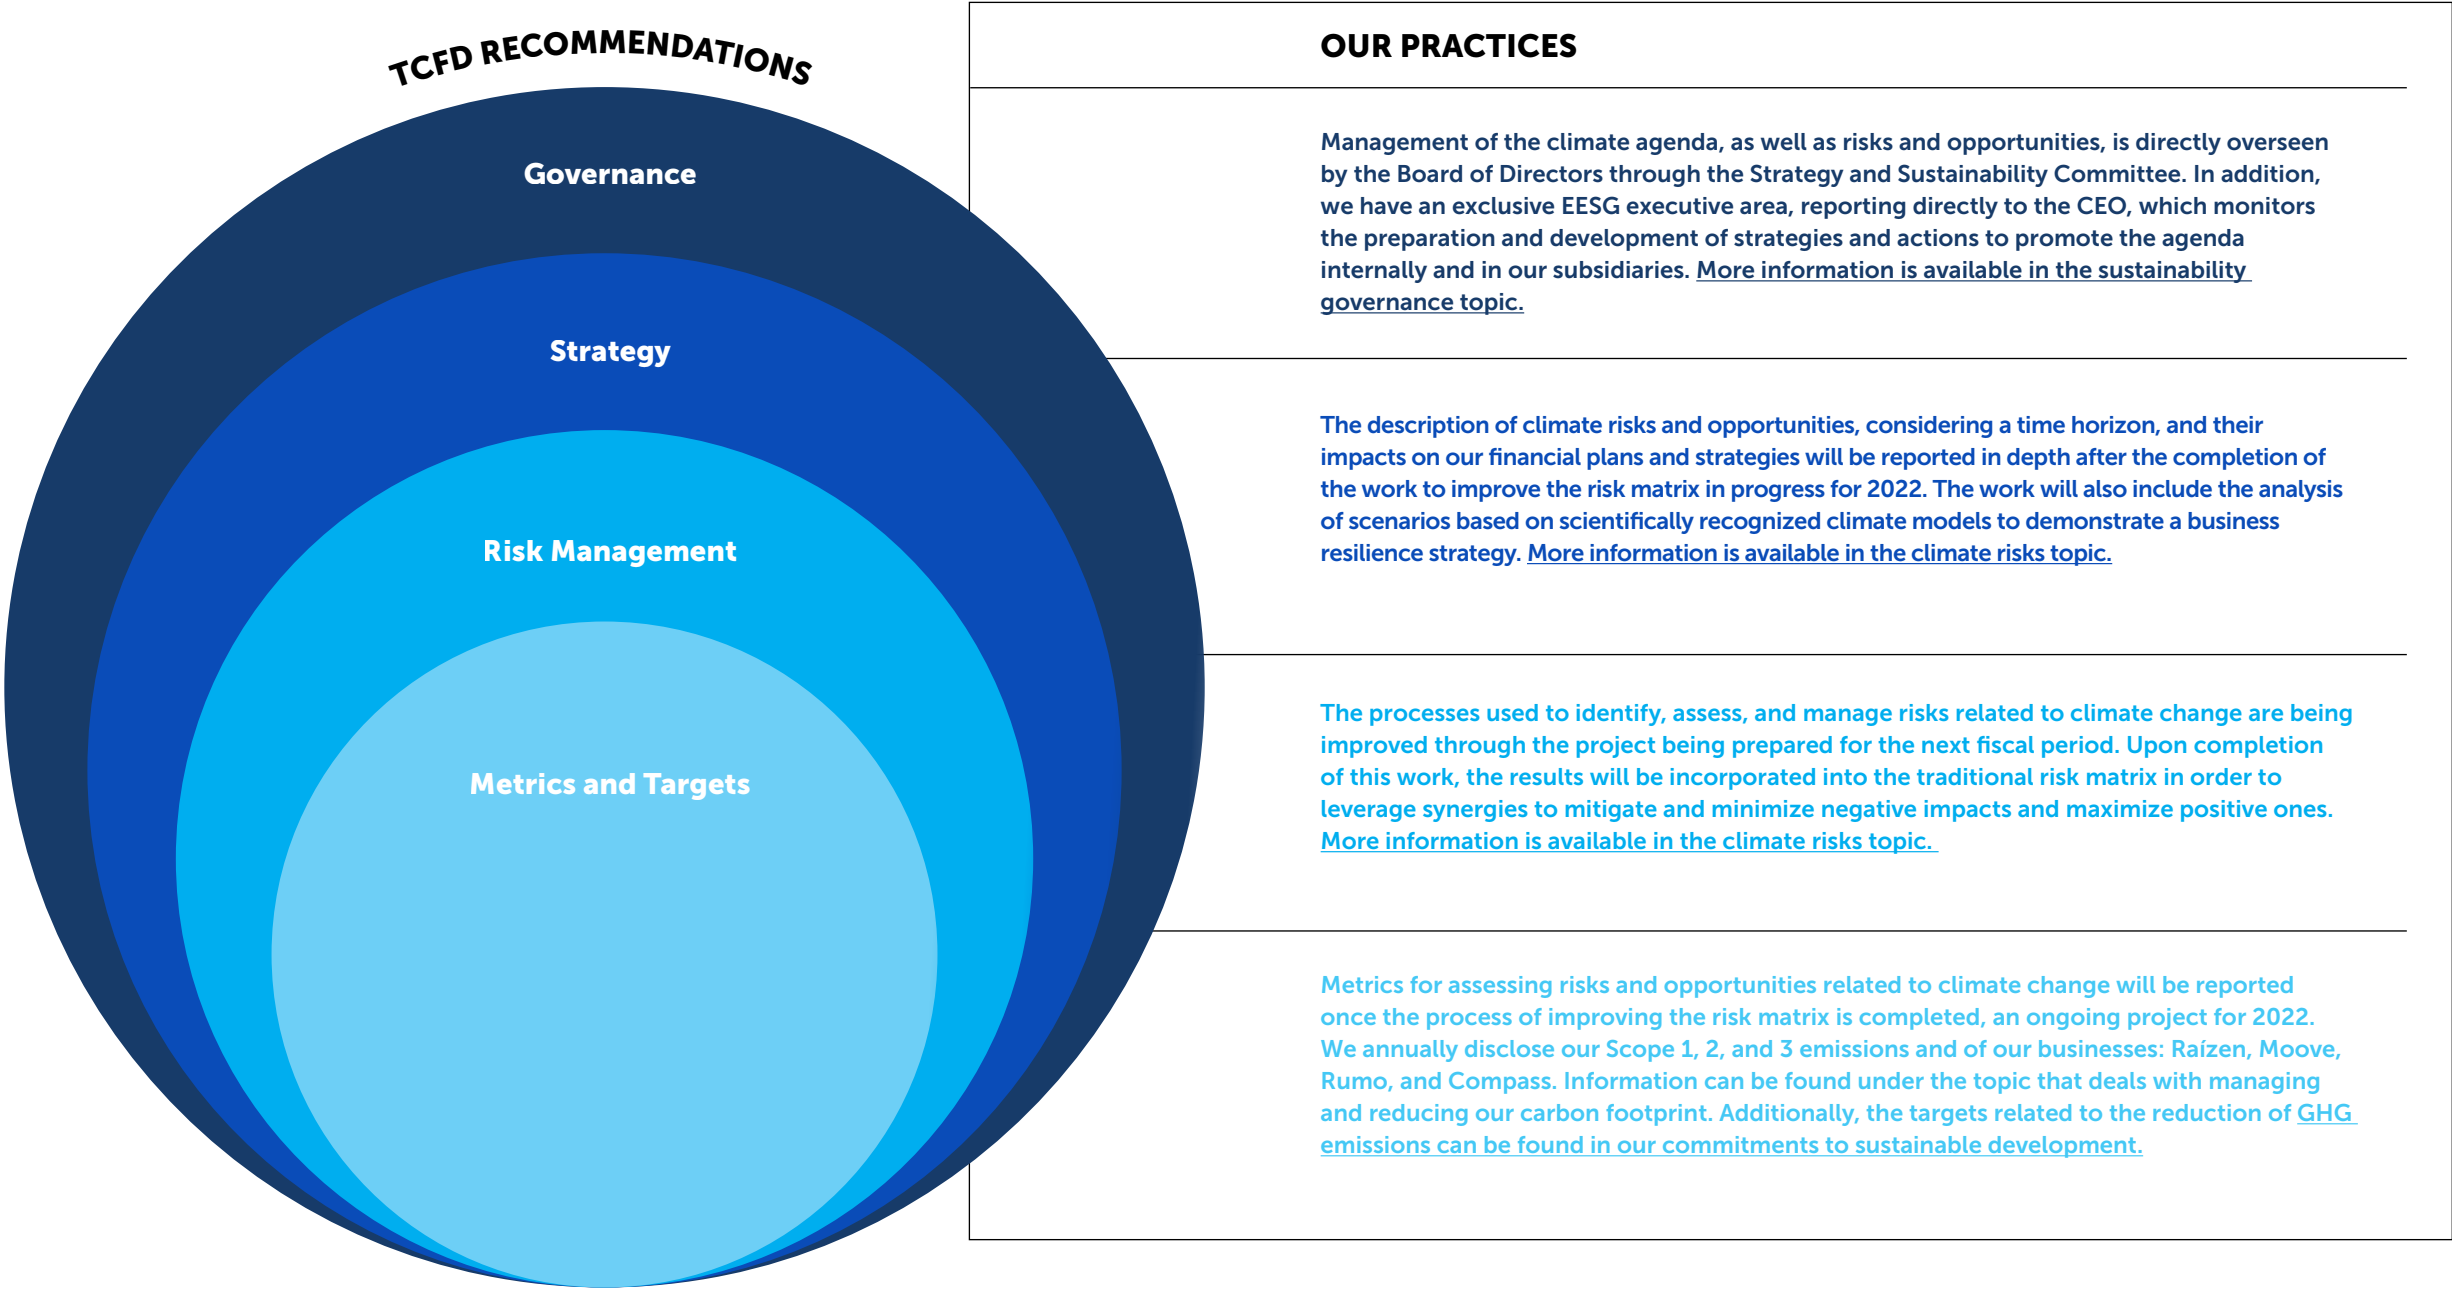 TCFD RECOMMENDATIONS
Governance
Strategy
Risk Management
Metrics and Targets
OUR PRACTICES
Management of the climate agenda, as well as risks and opportunities, is directly overseen
by the Board of Directors through the Strategy and Sustainability Committee. In addition,
we have an exclusive EESG executive area, reporting directly to the CEO, which monitors
the preparation and development of strategies and actions to promote the agenda
internally and in our subsidiaries. More information is available in the sustainability
governance topic.
The description of climate risks and opportunities, considering a time horizon, and their
impacts on our financial plans and strategies will be reported in depth after the completion of
the work to improve the risk matrix in progress for 2022. The work will also include the analysis
of scenarios based on scientifically recognized climate models to demonstrate a business
resilience strategy. More information is available in the climate risks topic.
The processes used to identify, assess, and manage risks related to climate change are being
improved through the project being prepared for the next fiscal period. Upon completion
of this work, the results will be incorporated into the traditional risk matrix in order to
leverage synergies to mitigate and minimize negative impacts and maximize positive ones.
More information is available in the climate risks topic.
Metrics for assessing risks and opportunities related to climate change will be reported
once the process of improving the risk matrix is completed, an ongoing project for 2022.
We annually disclose our Scope 1, 2, and 3 emissions and of our businesses: Raízen, Moove,
Rumo, and Compass. Information can be found under the topic that deals with managing
and reducing our carbon footprint. Additionally, the targets related to the reduction of GHG
emissions can be found in our commitments to sustainable development.